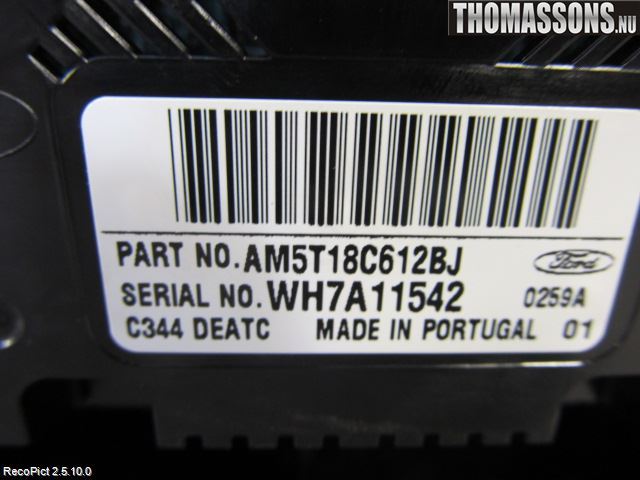 THOMASSONS.NU
PART NO.AM5T18C612BJ
Ford
SERIAL NO.WH7A11542 0259A
C344 DEATC MADE IN PORTUGAL 01
RecoPict 2.5.10.0